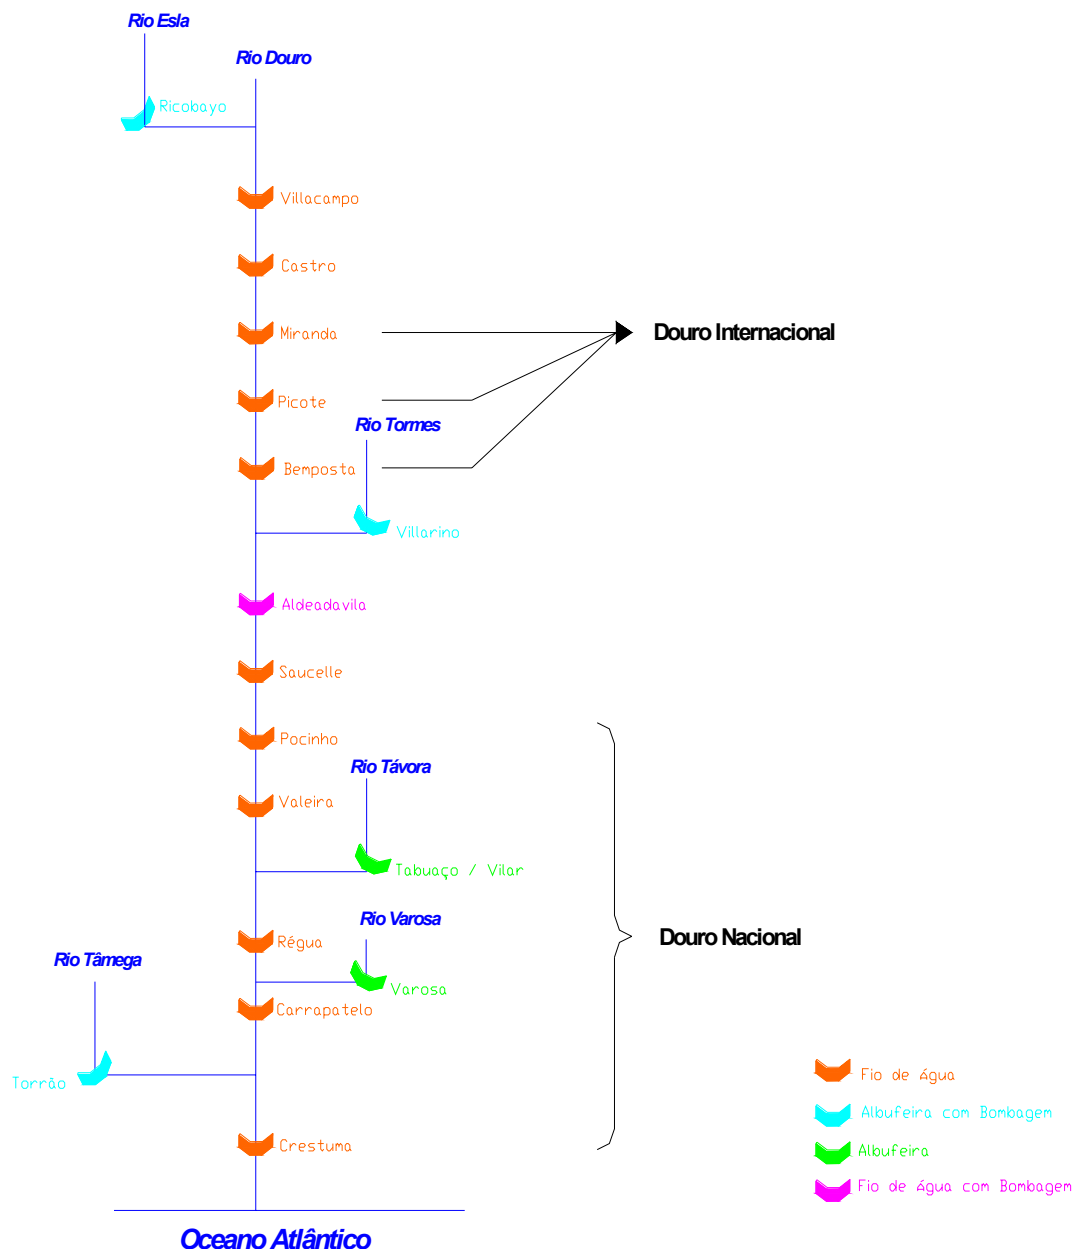 Rio Esla
Rio Douro
Ricobayo
Villacampo
Castro
Miranda
Douro Internacional
Picote
Rio Tormes
Bemposta
Villarino
Aldeadavila
Saucelle
Pocinho
Rio Távora
Valeira
Tabuaço / Vilar
Rio Varosa
Douro Nacional
Régua
Rio Tâmega
Varosa
Carrapatelo
Torrão
Fio de Água
Albufeira com Bombagem
Crestuma
Albufeira
Fio de Água com Bombagem
Oceano Atlântico